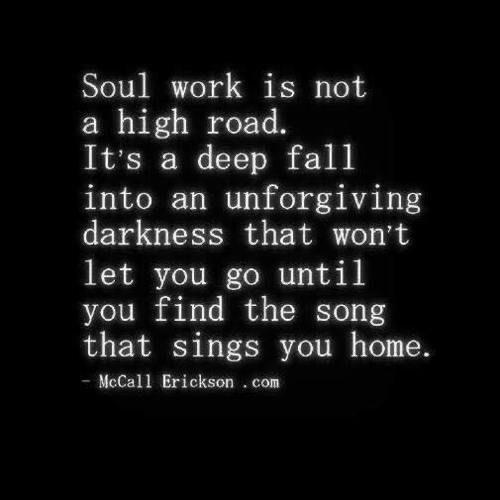 Soul work is not
a high road.
It's a deep fall
into an unforgiving
darkness that won't
let you go until
you find the song
that sings you home.
- McCall Erickson .com